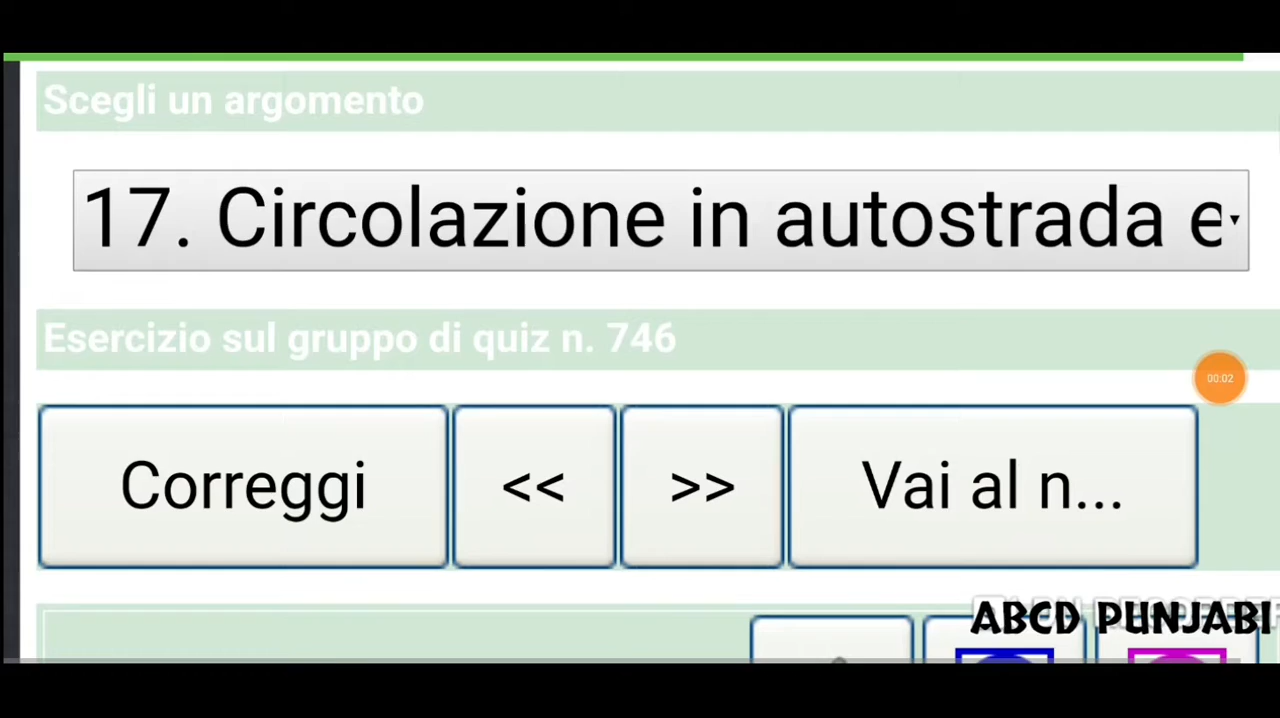 Scegli un argomento
17. Circolazione in autostrada e
Esercizio sul gruppo di quiz n. 746
00:02
Correggi << >> Vai al n...
ABCD PUNJABI